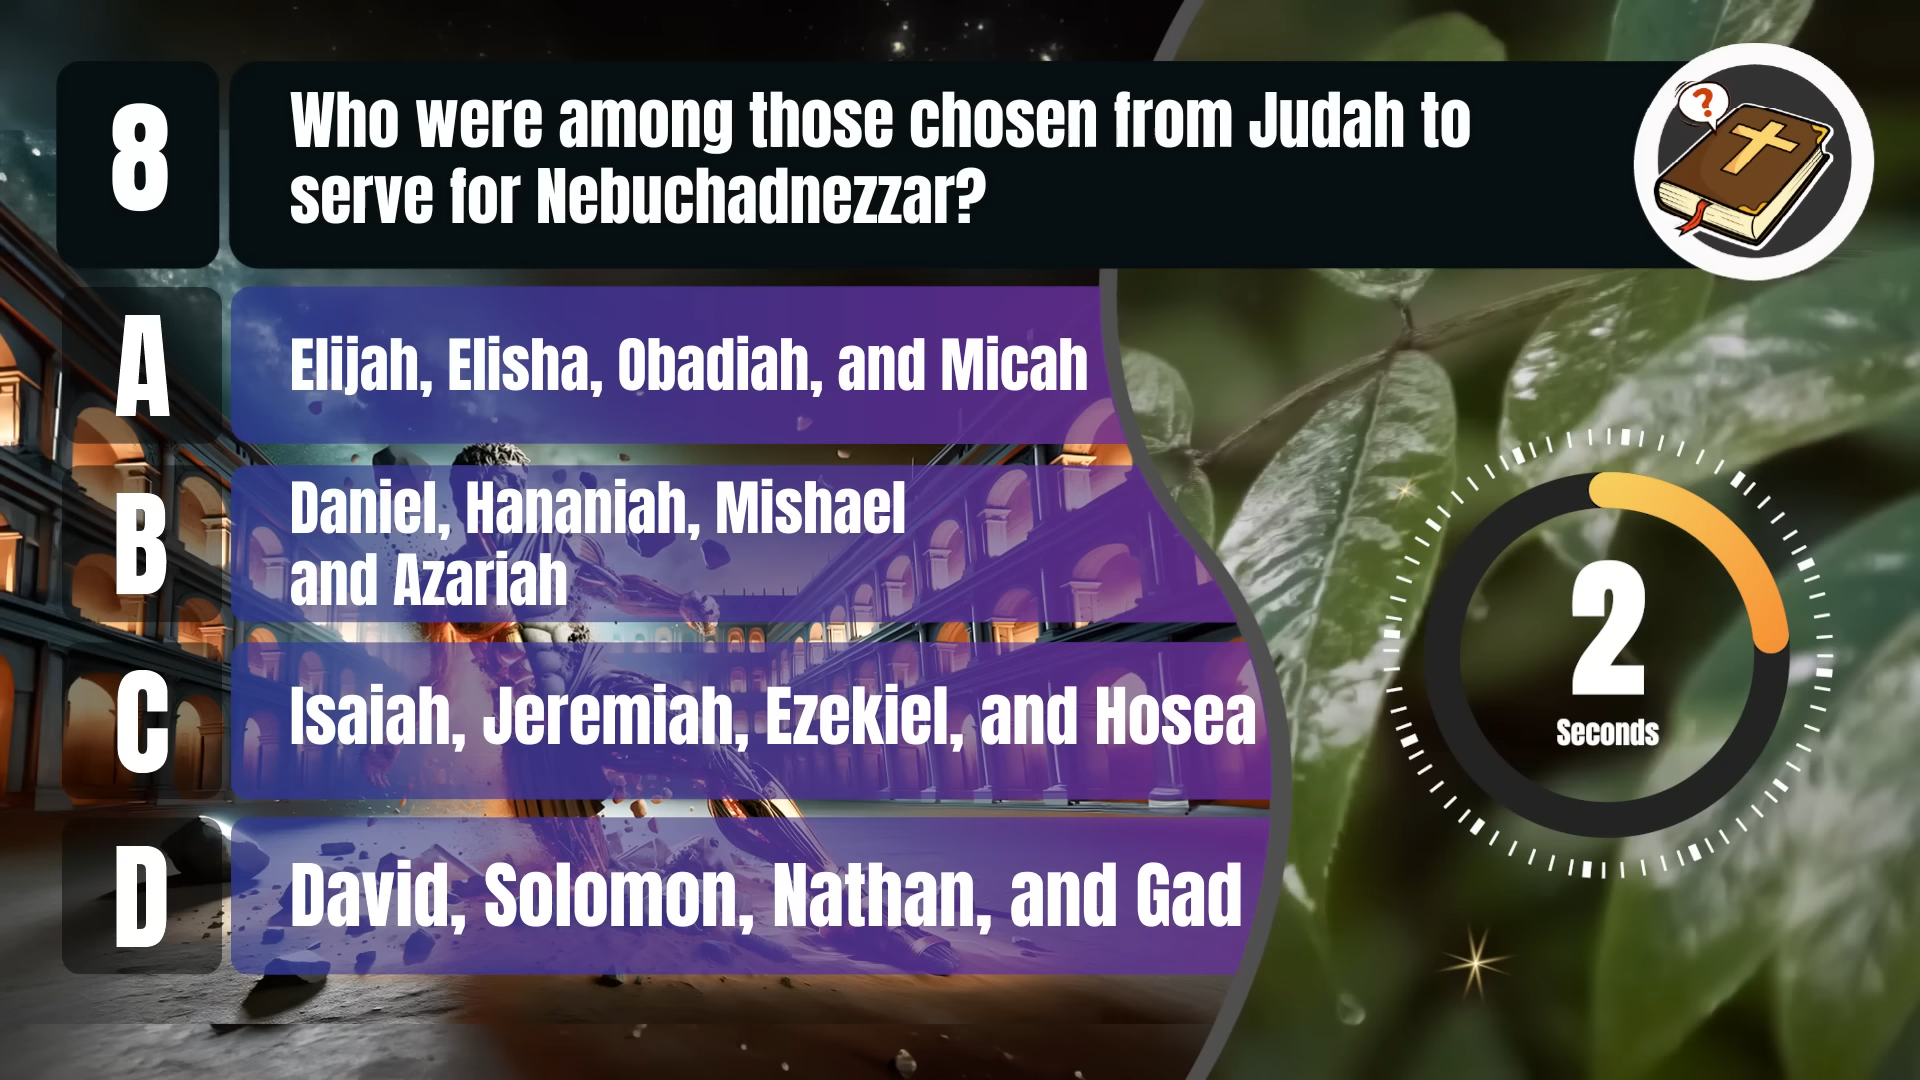 8
Who were among those chosen from Judah to
serve for Nebuchadnezzar?
A
Elijah, Elisha, Obadiah, and Micah
B
Daniel, Hananiah, Mishael
and Azariah
C
Isaiah, Jeremiah, Ezekiel, and Hosea
D
David, Solomon, Nathan, and Gad
2
Seconds
?